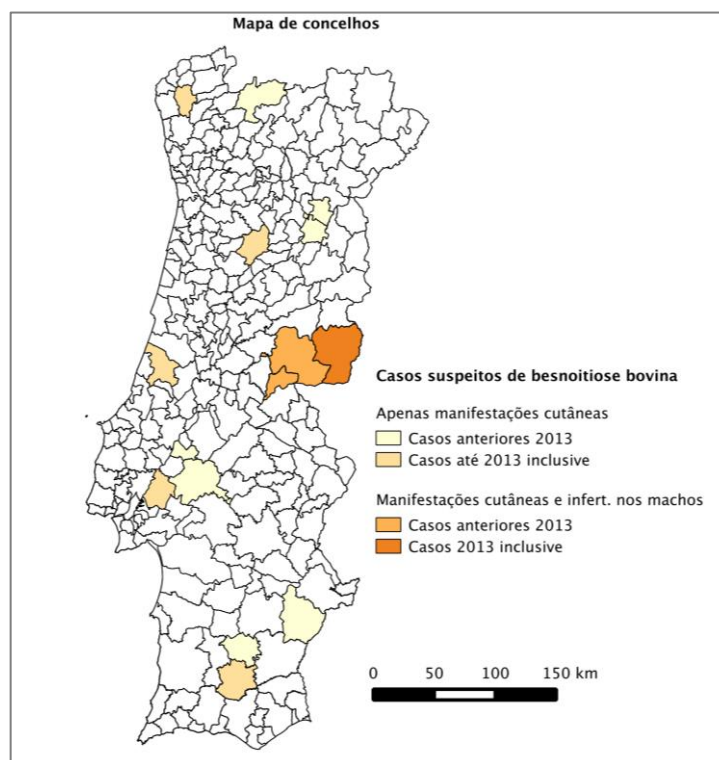 Mapa de concelhos
Casos suspeitos de besnoitiose bovina
Apenas manifestações cutâneas
Casos anteriores 2013
Casos até 2013 inclusive
Manifestações cutâneas e infert. nos machos
Casos anteriores 2013
Casos 2013 inclusive
0 50 100 150 km